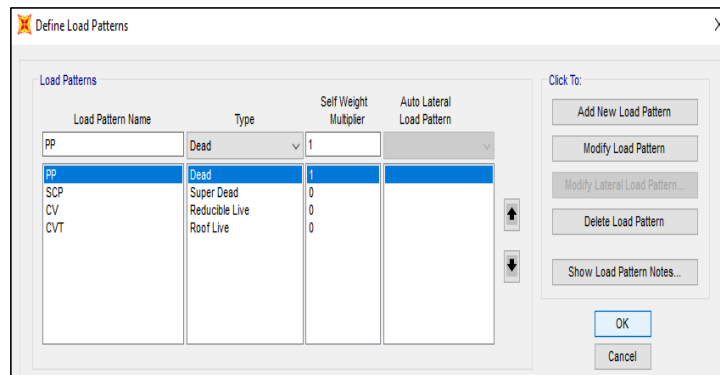 Define Load Patterns
X
Load Patterns
Load Pattern Name Type Self Weight Multiplier Auto Lateral Load Pattern
PP Dead 1
PP Dead 1
SCP Super Dead 0
CV Reducible Live 0
CVT Roof Live 0
Click To:
Add New Load Pattern
Modify Load Pattern
Modify Lateral Load Pattern...
Delete Load Pattern
Show Load Pattern Notes...
OK
Cancel